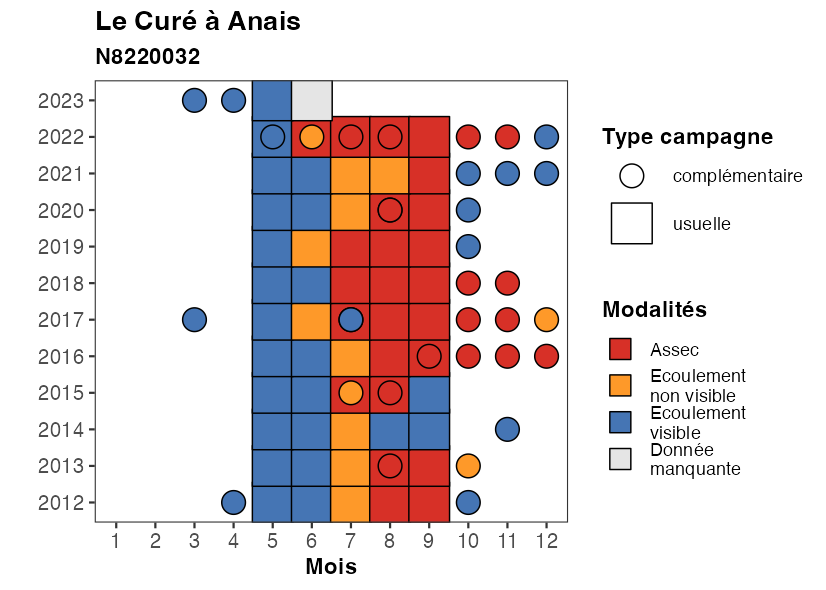 Le Curé à Anais
N8220032
2023
2022
2021
2020
2019
2018
2017
2016
2015
2014
2013
2012
1 2 3 4 5 6 7 8 9 10 11 12
Mois
Type campagne
complémentaire
usuelle
Modalités
Assec
Ecoulement
non visible
Ecoulement
visible
Donnée
manquante